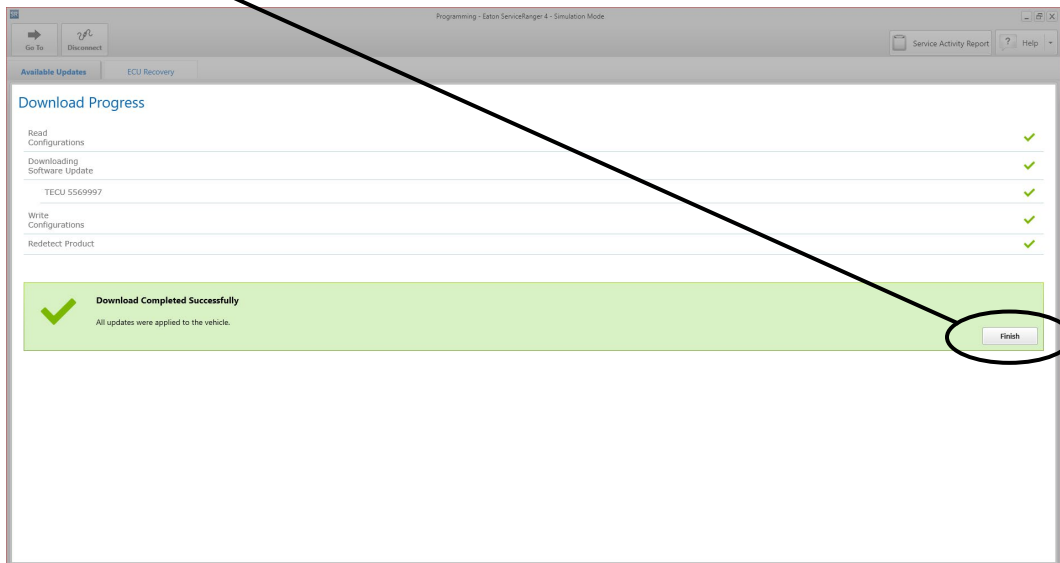 Programming - Eaton ServiceRanger 4 - Simulation Mode
Go To
Disconnect
Service Activity Report
? Help
Available Updates
ECU Recovery
Download Progress
Read
Configurations
Downloading
Software Update
TECU 5569997
Write
Configurations
Redetect Product
Download Completed Successfully
All updates were applied to the vehicle.
Finish